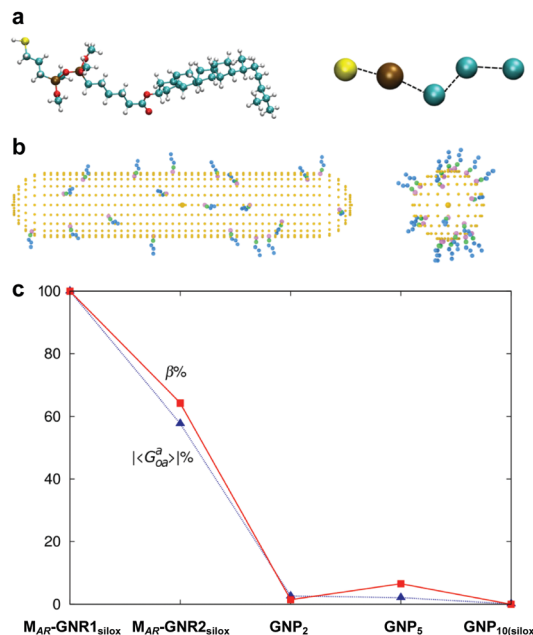 a
b
c
100
80
60
40
20
0
β%
|<G^a_oa>|%
M_AR-GNR1_silox M_AR-GNR2_silox GNP_2 GNP_5 GNP_10(silox